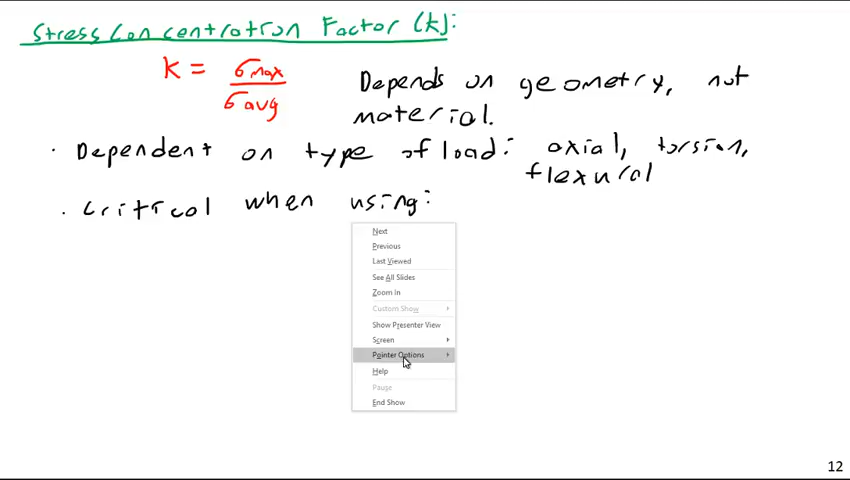 Stress Concentration Factor (k):
K = σmax / σavg
Depends on geometry, not
material.
· Dependent on type of load: axial, torsion,
flexural
· Critical when using:
Next
Previous
Last Viewed
See All Slides
Zoom In
Custom Show
Show Presenter View
Screen
Pointer Options
Help
Pause
End Show
12